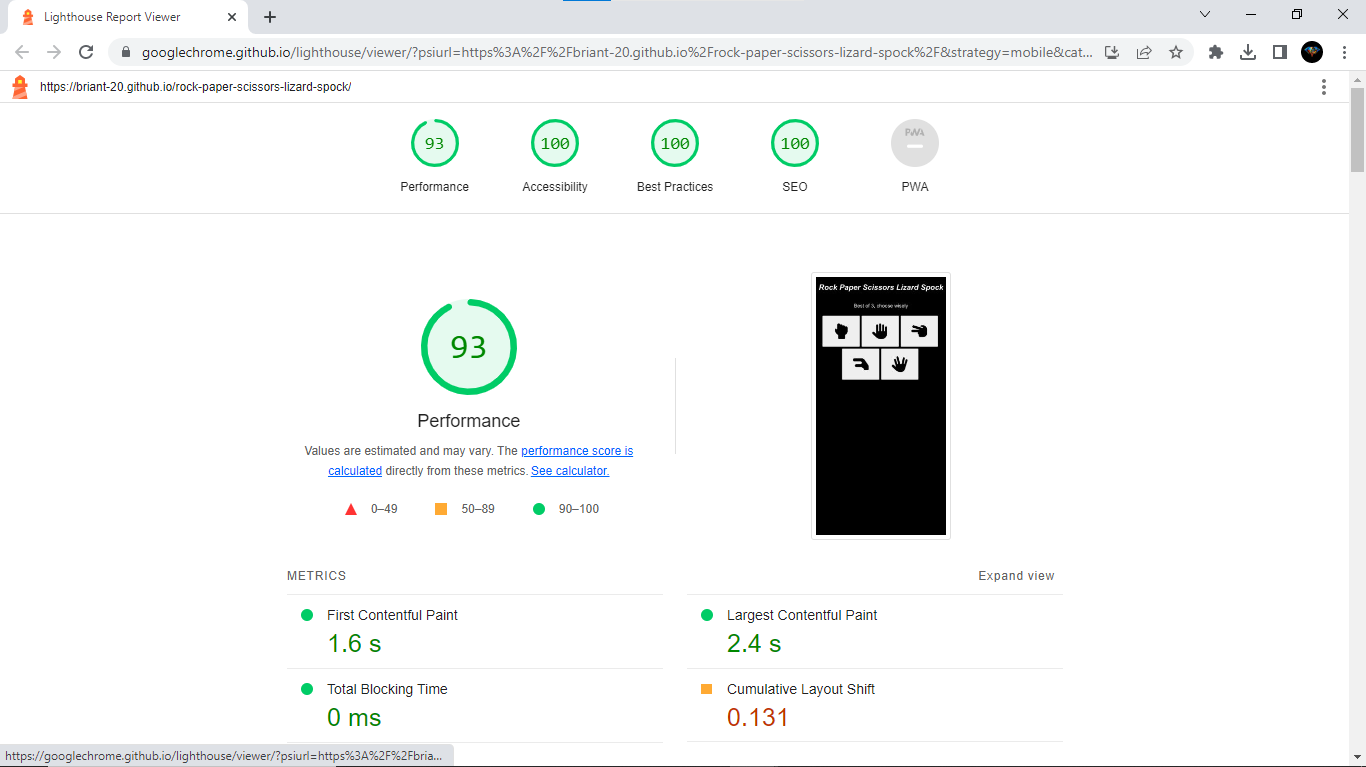 Lighthouse Report Viewer
googlechrome.github.io/lighthouse/viewer/?psiurl=https%3A%2F%2Fbriant-20.github.io%2Frock-paper-scissors-lizard-spock%2F&strategy=mobile&cat...
https://briant-20.github.io/rock-paper-scissors-lizard-spock/
93 100 100 100 PWA
Performance Accessibility Best Practices SEO PWA
Rock Paper Scissors Lizard Spock
Best of 3, choose wisely
93
Performance
Values are estimated and may vary. The performance score is
calculated directly from these metrics. See calculator.
0–49 50–89 90–100
METRICS Expand view
First Contentful Paint
1.6 s
Largest Contentful Paint
2.4 s
Total Blocking Time
0 ms
Cumulative Layout Shift
0.131
https://googlechrome.github.io/lighthouse/viewer/?psiurl=https%3A%2F%2Fbria...